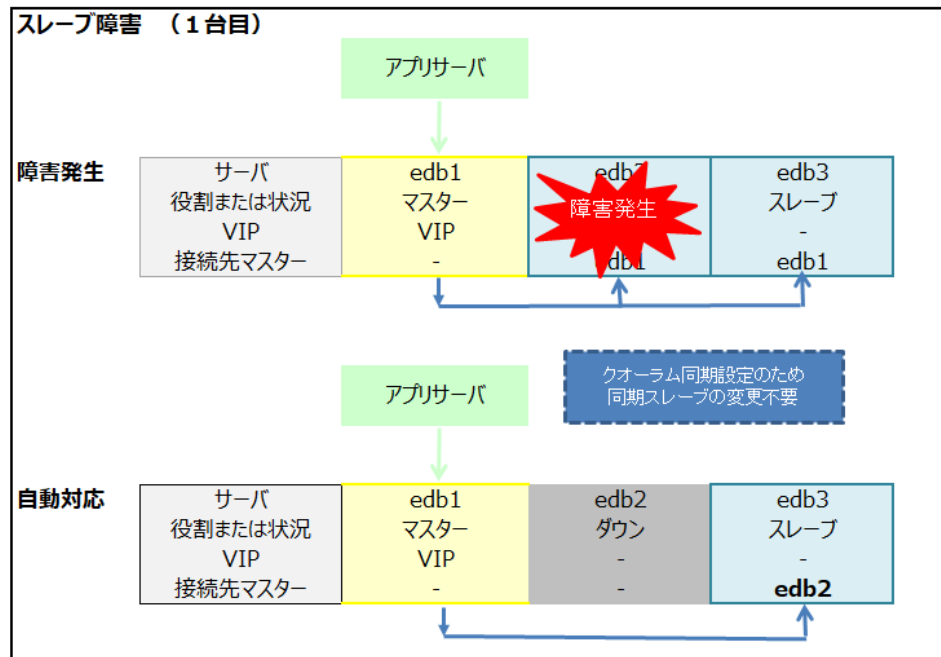 スレーブ障害 （１台目）
アプリサーバ
障害発生
サーバ
役割または状況
VIP
接続先マスター
edb1
マスター
VIP
-
障害発生
edb1
edb3
スレーブ
-
edb1
アプリサーバ
クオーラム同期設定のため
同期スレーブの変更不要
自動対応
サーバ
役割または状況
VIP
接続先マスター
edb1
マスター
VIP
-
edb2
ダウン
-
-
edb3
スレーブ
-
edb2